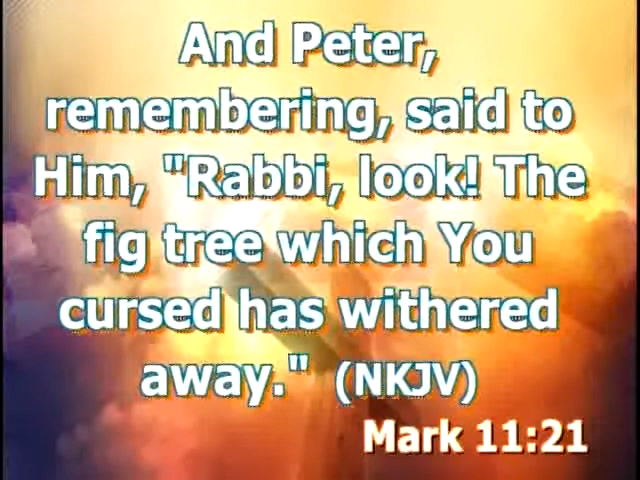 And Peter,
remembering, said to
Him, "Rabbi, look! The
fig tree which You
cursed has withered
away." (NKJV)
Mark 11:21